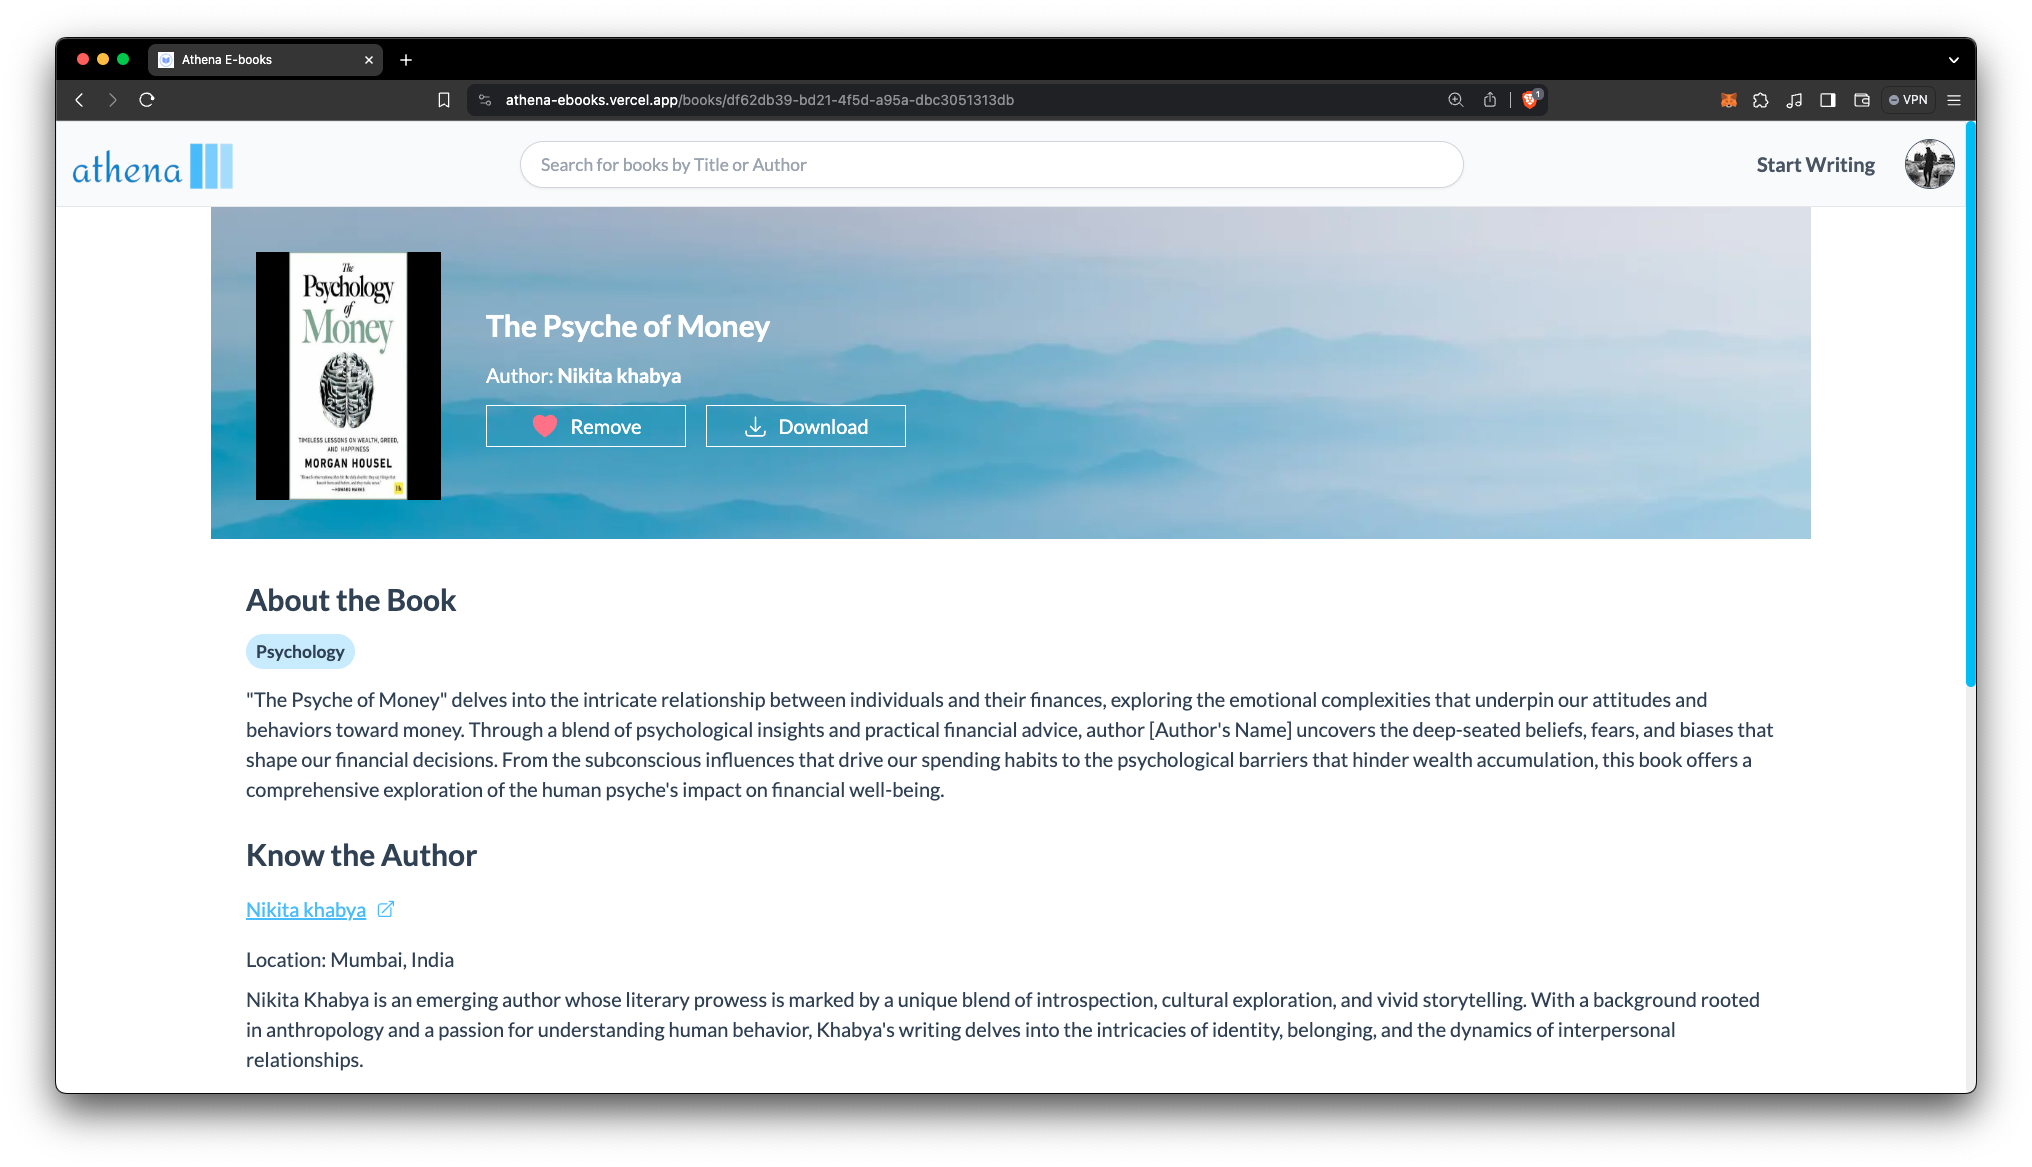 Athena E-books
athena-ebooks.vercel.app/books/df62db39-bd21-4f5d-a95a-dbc3051313db
1
VPN
athena
Search for books by Title or Author
Start Writing
The
Psychology
of
Money
TIMELESS LESSONS ON WEALTH, GREED,
AND HAPPINESS
MORGAN HOUSEL
—HOWARD MARKS
The Psyche of Money
Author: Nikita khabya
Remove
Download
About the Book
Psychology
"The Psyche of Money" delves into the intricate relationship between individuals and their finances, exploring the emotional complexities that underpin our attitudes and
behaviors toward money. Through a blend of psychological insights and practical financial advice, author [Author's Name] uncovers the deep-seated beliefs, fears, and biases that
shape our financial decisions. From the subconscious influences that drive our spending habits to the psychological barriers that hinder wealth accumulation, this book offers a
comprehensive exploration of the human psyche's impact on financial well-being.
Know the Author
Nikita khabya
Location: Mumbai, India
Nikita Khabya is an emerging author whose literary prowess is marked by a unique blend of introspection, cultural exploration, and vivid storytelling. With a background rooted
in anthropology and a passion for understanding human behavior, Khabya's writing delves into the intricacies of identity, belonging, and the dynamics of interpersonal
relationships.